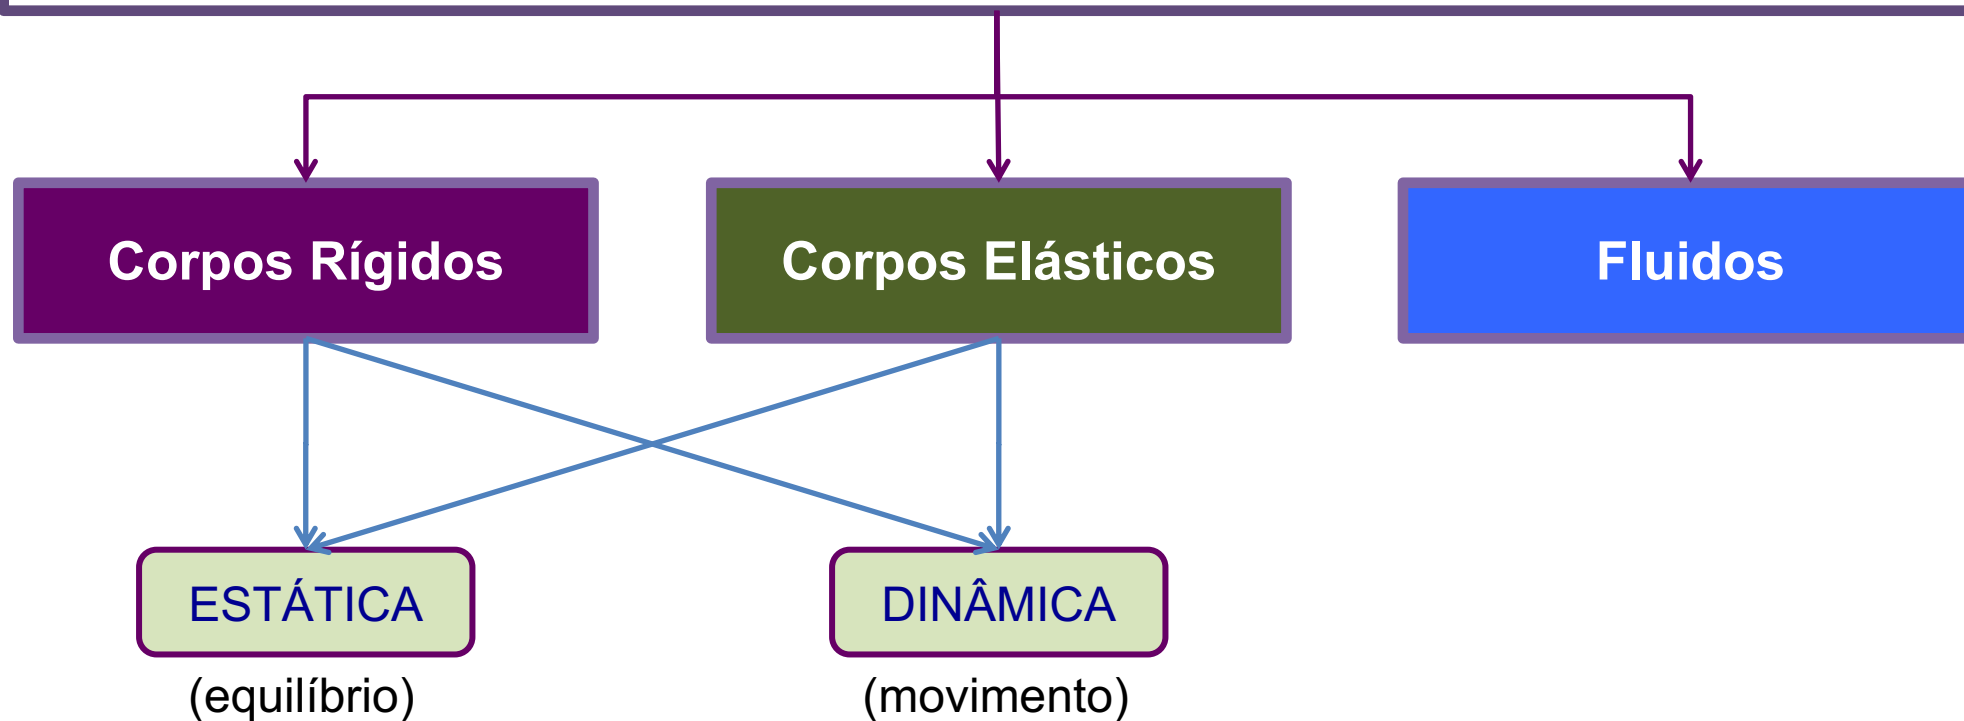 Corpos Rígidos
Corpos Elásticos
Fluidos
ESTÁTICA
DINÂMICA
(equilíbrio)
(movimento)